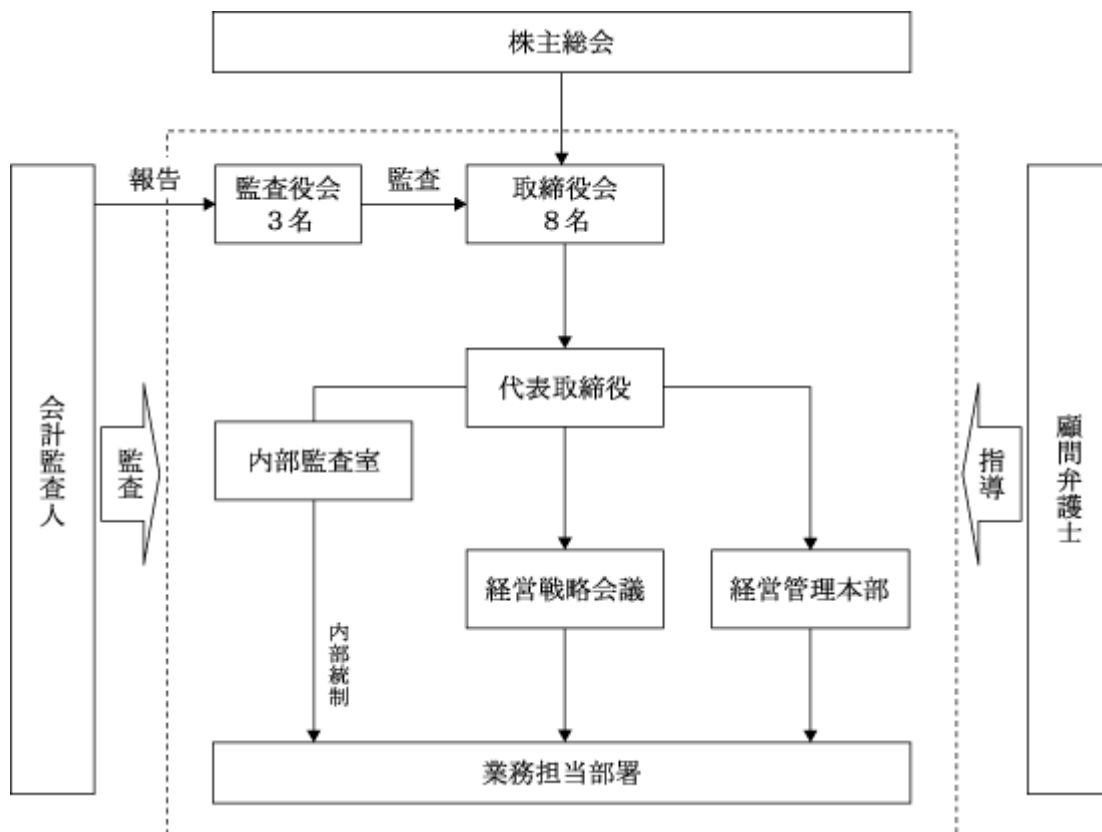 株主総会
報告
監査役会
3名
監査
取締役会
8名
代表取締役
会計監査人
監査
内部監査室
指導
顧問弁護士
経営戦略会議
経営管理本部
内部統制
業務担当部署